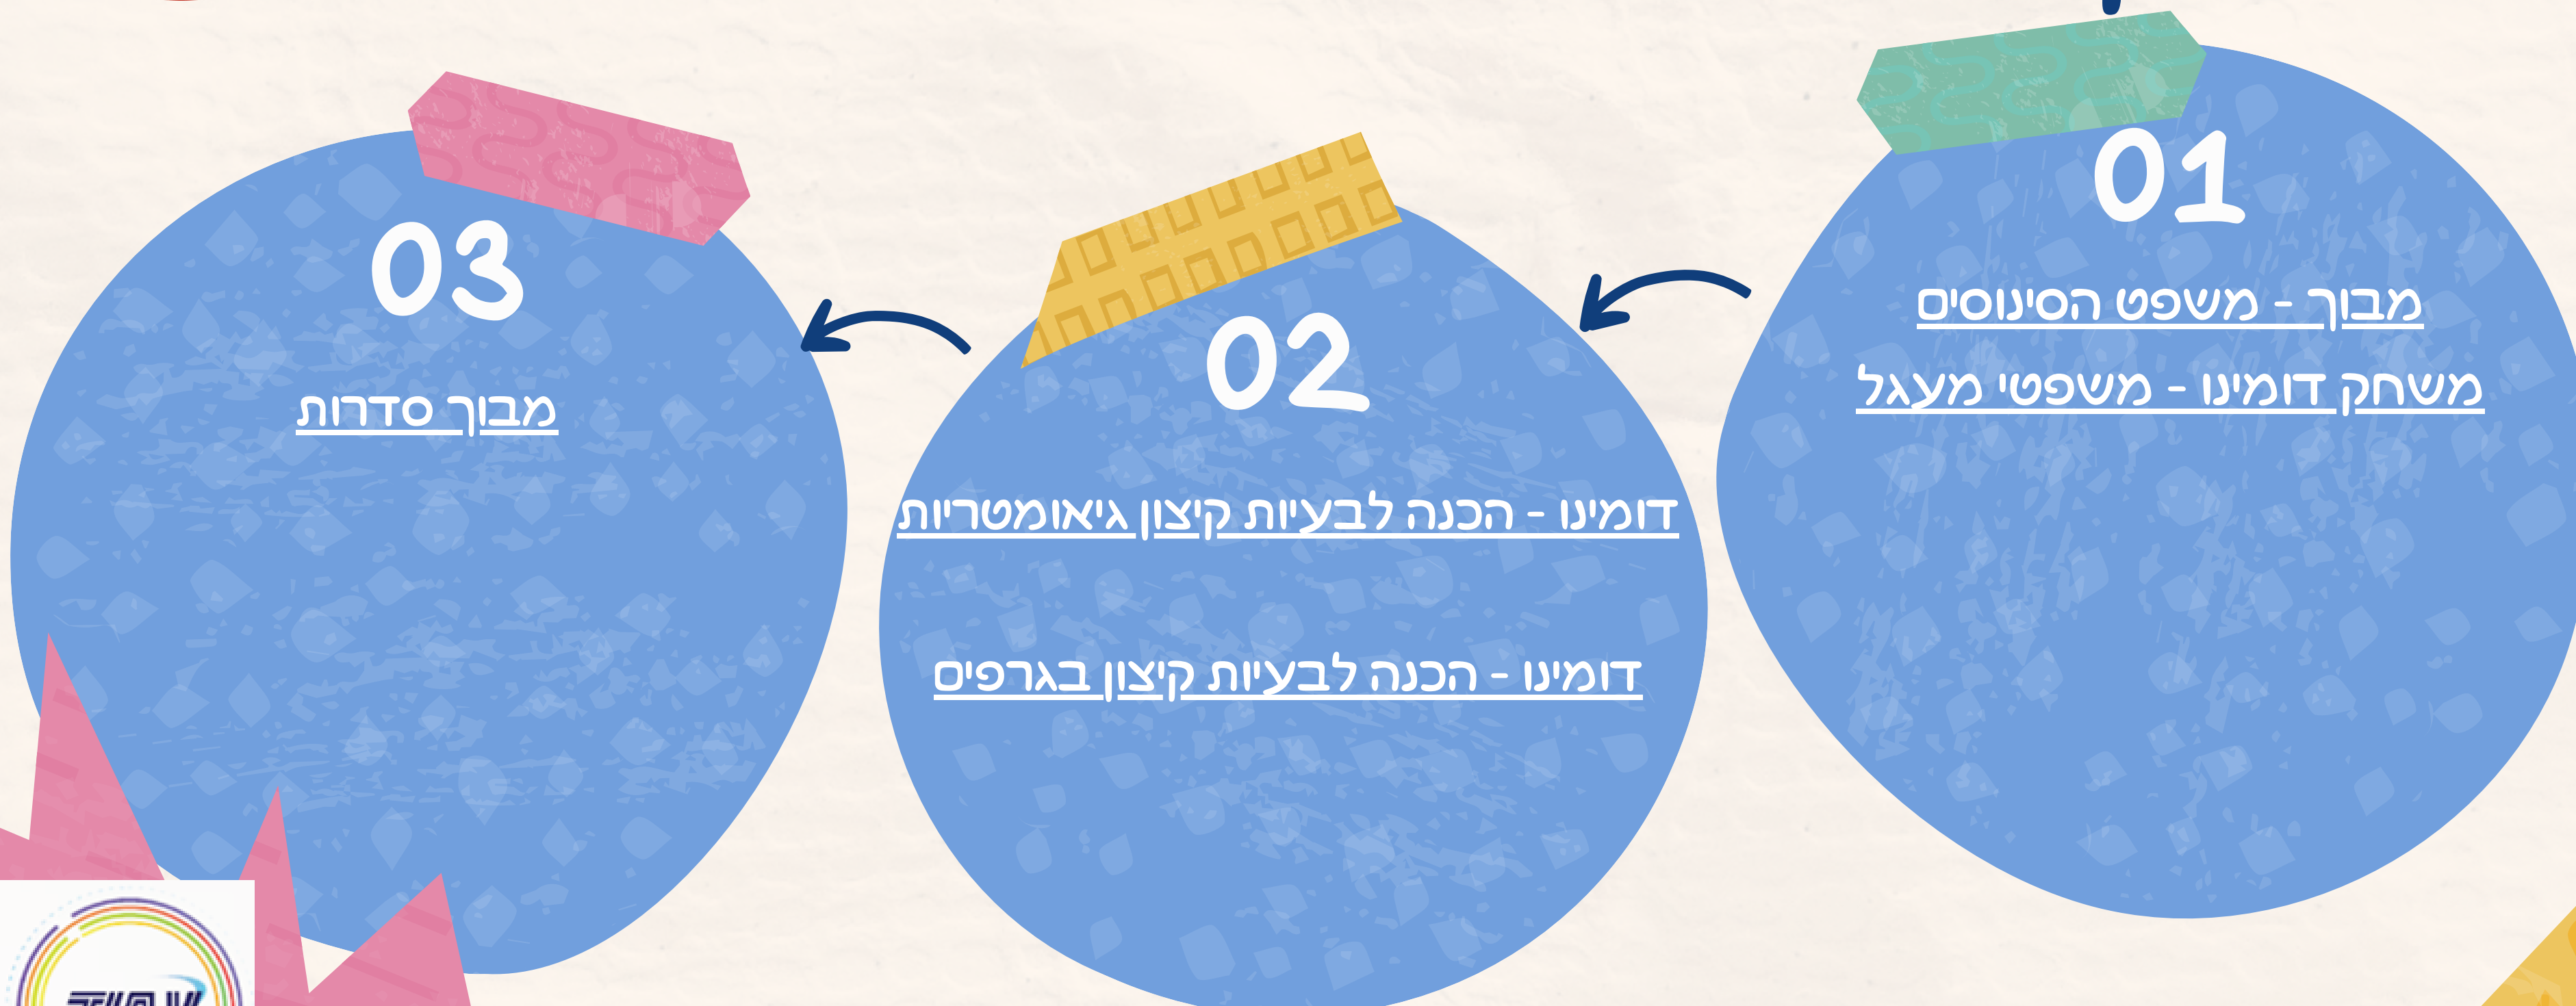 01
מבוך - משפט הסינוסים
משחק דומינו - משפטי מעגל
02
דומינו - הכנה לבעיות קיצון גיאומטריות
דומינו - הכנה לבעיות קיצון בגרפים
03
מבוך סדרות